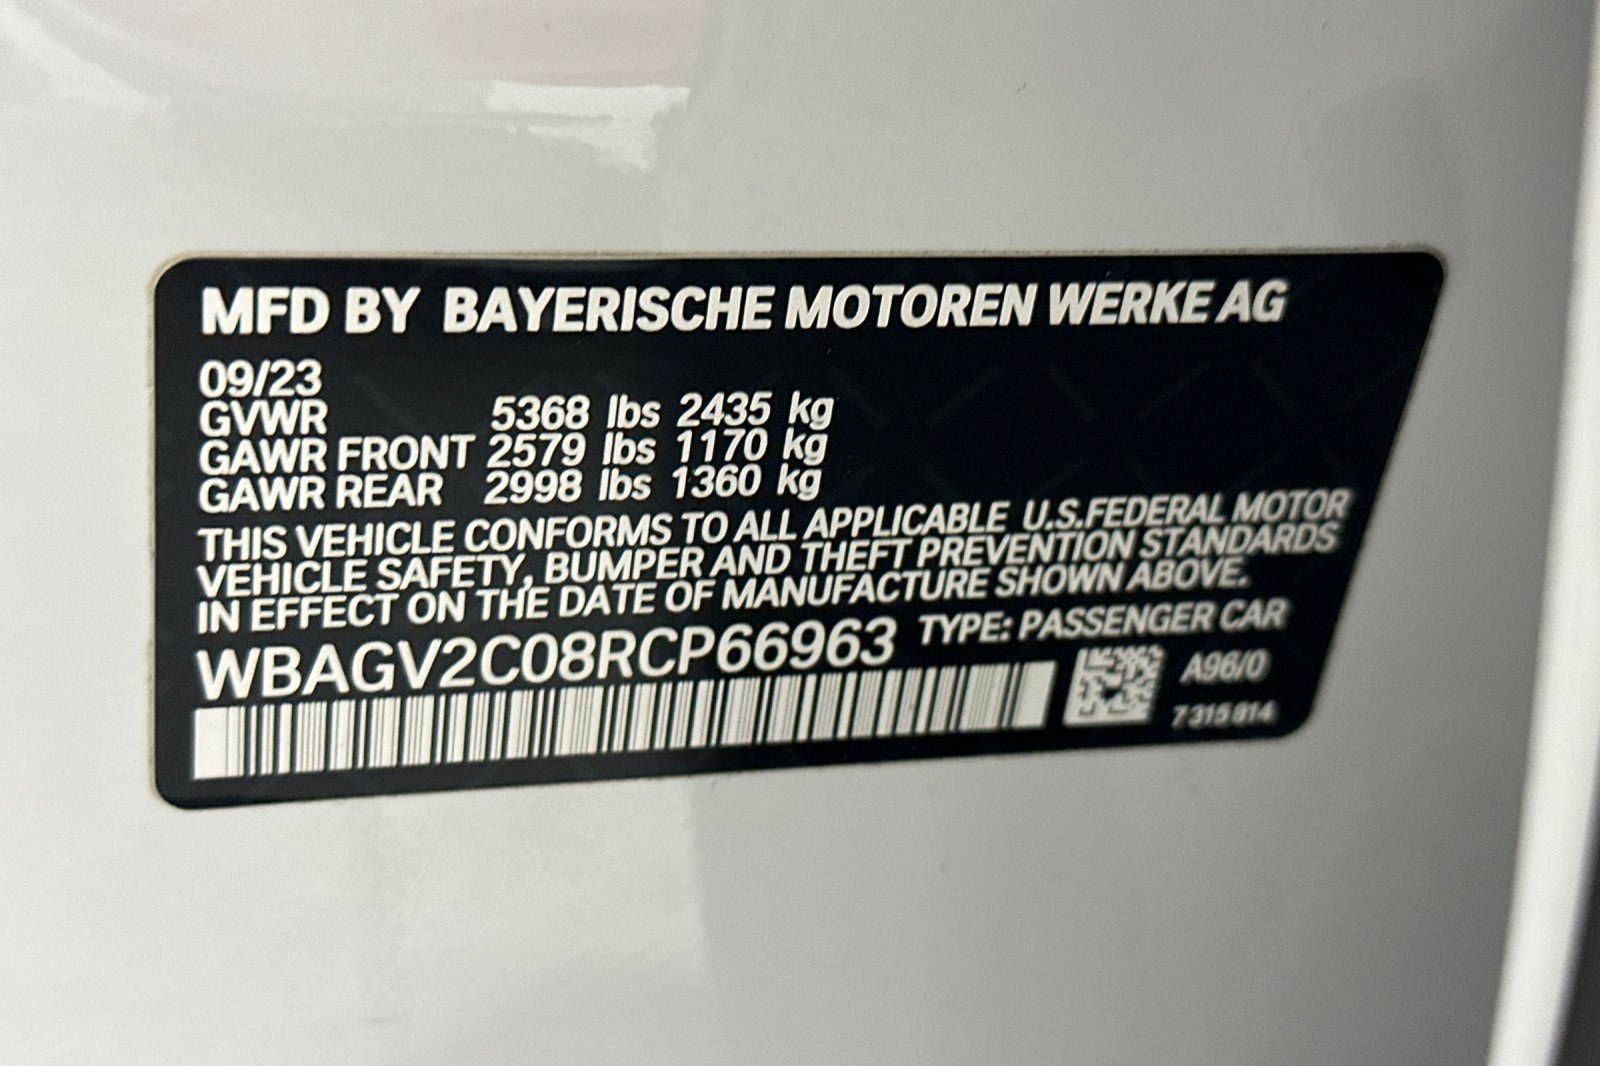 MFD BY BAYERISCHE MOTOREN WERKE AG
09/23
GVWR 5368 lbs 2435 kg
GAWR FRONT 2579 lbs 1170 kg
GAWR REAR 2998 lbs 1360 kg
THIS VEHICLE CONFORMS TO ALL APPLICABLE U.S.FEDERAL MOTOR
VEHICLE SAFETY, BUMPER AND THEFT PREVENTION STANDARDS
IN EFFECT ON THE DATE OF MANUFACTURE SHOWN ABOVE.
WBAGV2C08RCP66963 TYPE: PASSENGER CAR
A96/0
7 315 814